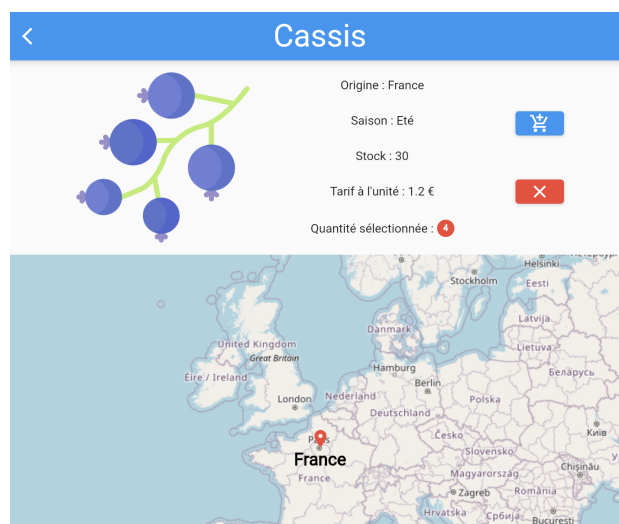 Cassis
Origine : France
Saison : Eté
Stock : 30
Tarif à l'unité : 1.2 €
Quantité sélectionnée : 4
Helsinki
Stockholm
Eesti
Latvija
Danmark
Lietuva
United Kingdom
Great Britain
Hamburg
Беларусь
Éire / Ireland
Berlin
London
Nederland
Polska
Deutschland
Київ
Česko
Slovensko
France
Chișinău
Magyarország
France
Zagreb
România
Hrvatska
Србија
București